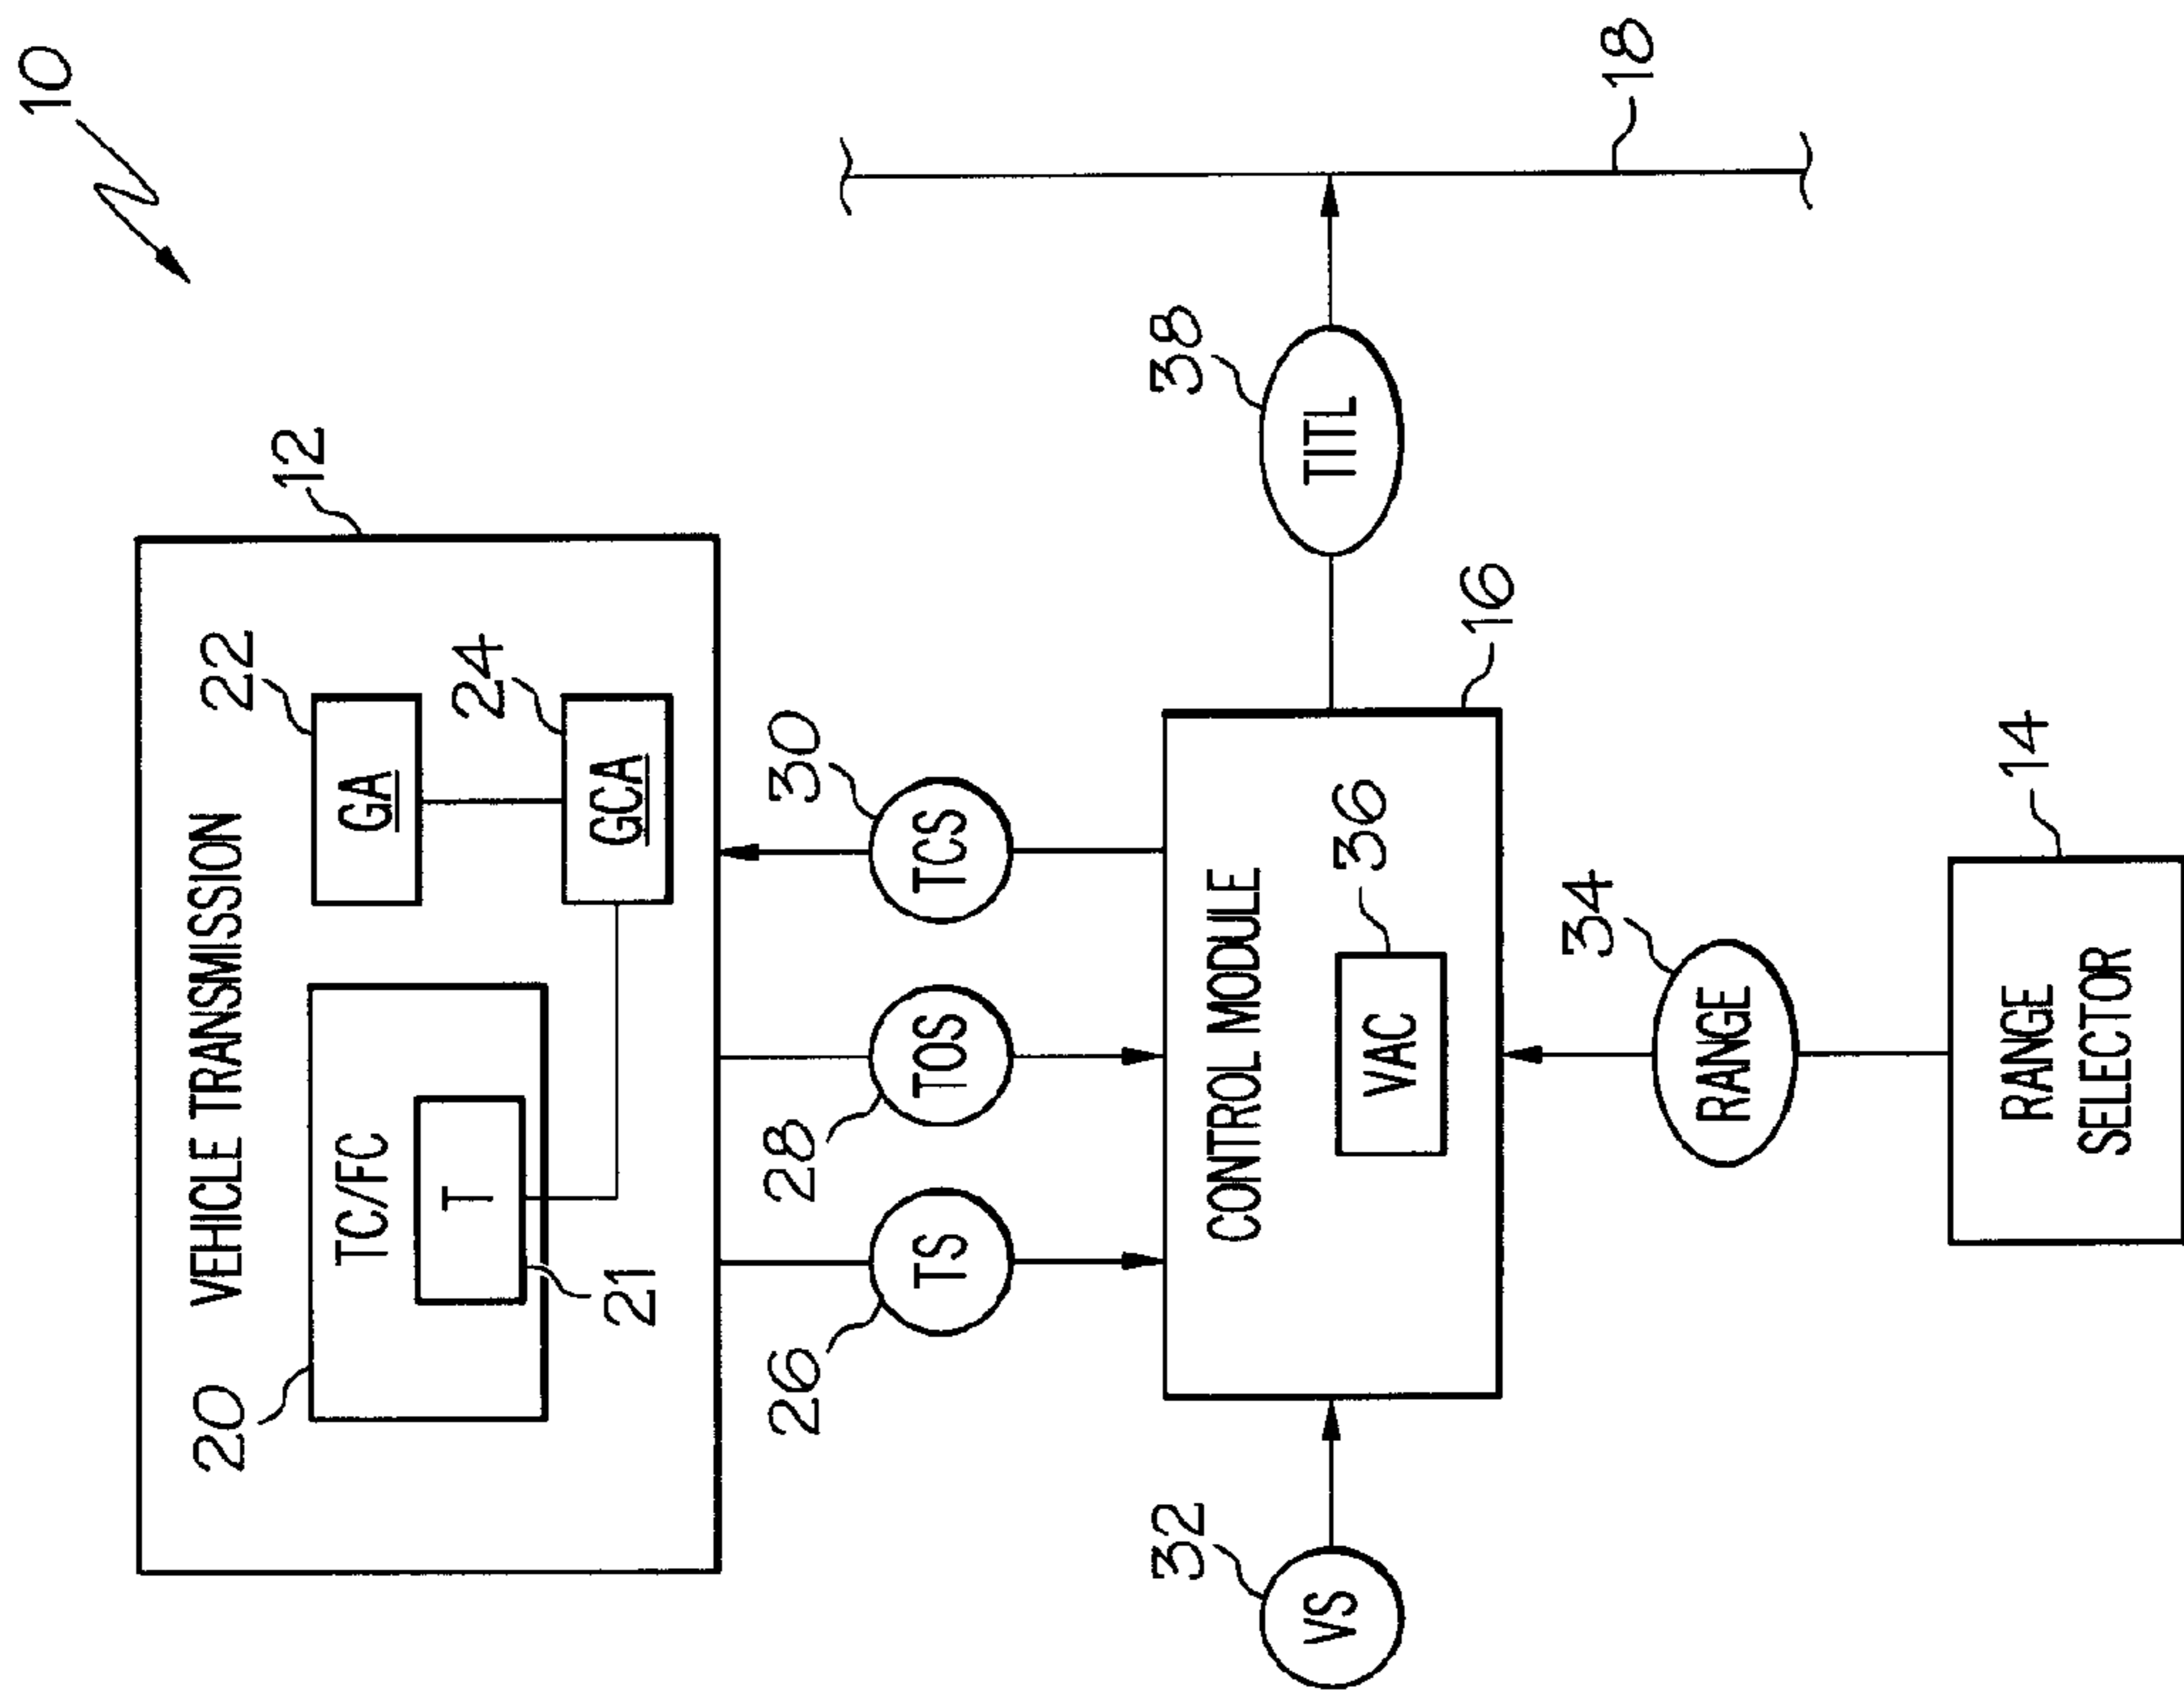 10
20
VEHICLE TRANSMISSION
22
12
TC/FC
GA
T
24
GCA
21
26
28
30
TS
TOS
TCS
32
38
CONTROL MODULE
VS
36
TITL
VAC
16
34
18
RANGE
14
RANGE
SELECTOR